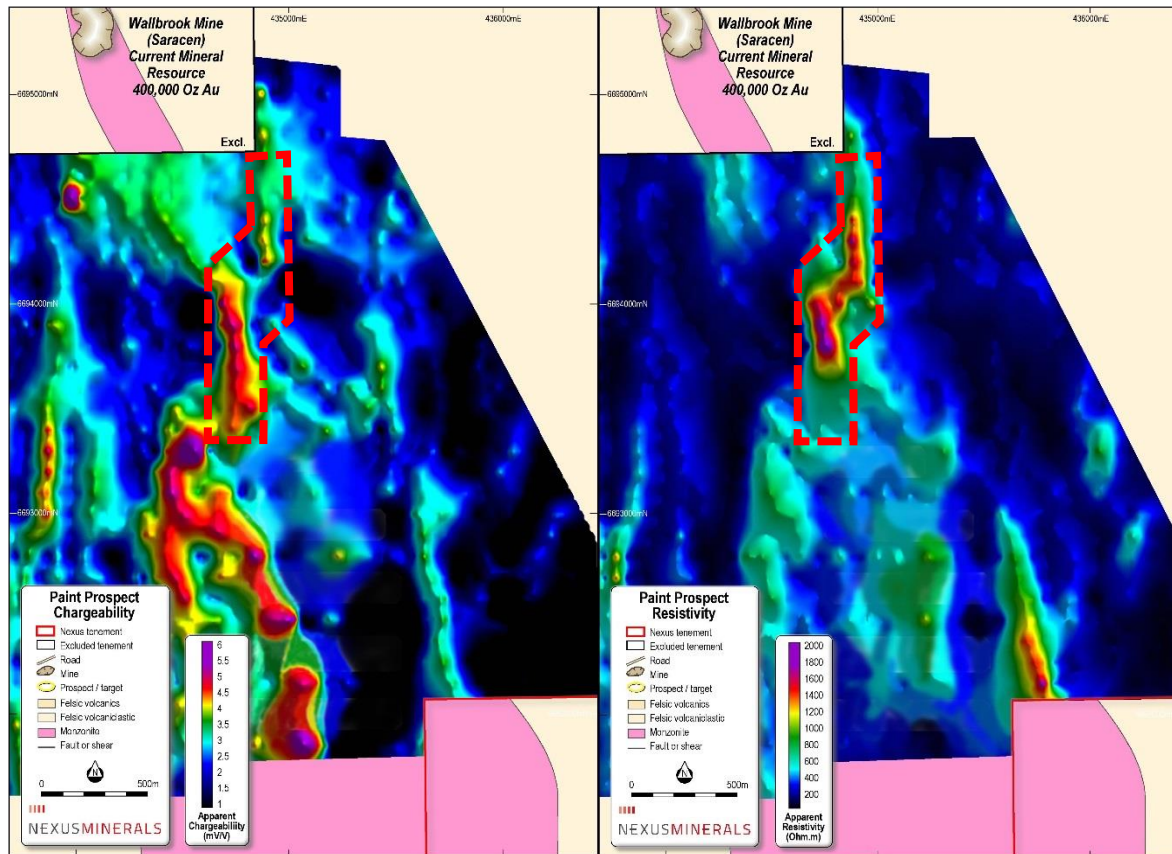 435000mE
436000mE
Wallbrook Mine
(Saracen)
Current Mineral
Resource
400,000 Oz Au
6695000mN
Excl.
6694000mN
6693000mN
Paint Prospect
Chargeability
Nexus tenement
Excluded tenement
Road
Mine
Prospect / target
Felsic volcanics
Felsic volcaniclastic
Monzonite
Fault or shear
N
0 500m
NEXUSMINERALS
6
5.5
5
4.5
4
3.5
3
2.5
2
1.5
1
Apparent
Chargeability
(mV/V)
435000mE
436000mE
Wallbrook Mine
(Saracen)
Current Mineral
Resource
400,000 Oz Au
6695000mN
Excl.
6694000mN
6693000mN
Paint Prospect
Resistivity
Nexus tenement
Excluded tenement
Road
Mine
Prospect / target
Felsic volcanics
Felsic volcaniclastic
Monzonite
Fault or shear
N
0 500m
NEXUSMINERALS
2000
1800
1600
1400
1200
1000
800
600
400
200
Apparent
Resistivity
(Ohm.m)